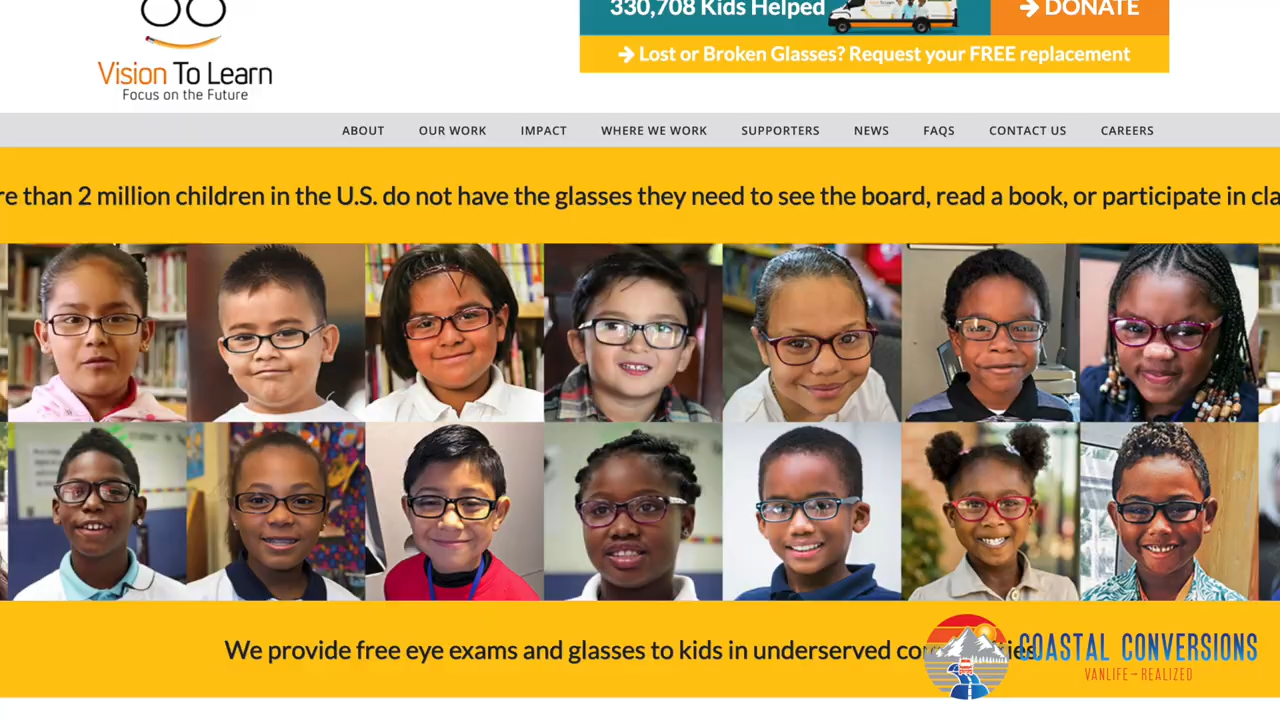 330,708 Kids Helped
DONATE
Lost or Broken Glasses? Request your FREE replacement
Vision To Learn
Focus on the Future
ABOUT OUR WORK IMPACT WHERE WE WORK SUPPORTERS NEWS FAQS CONTACT US CAREERS
than 2 million children in the U.S. do not have the glasses they need to see the board, read a book, or participate in
We provide free eye exams and glasses to kids in underserved
COASTAL CONVERSIONS
VANLIFE-REALIZED